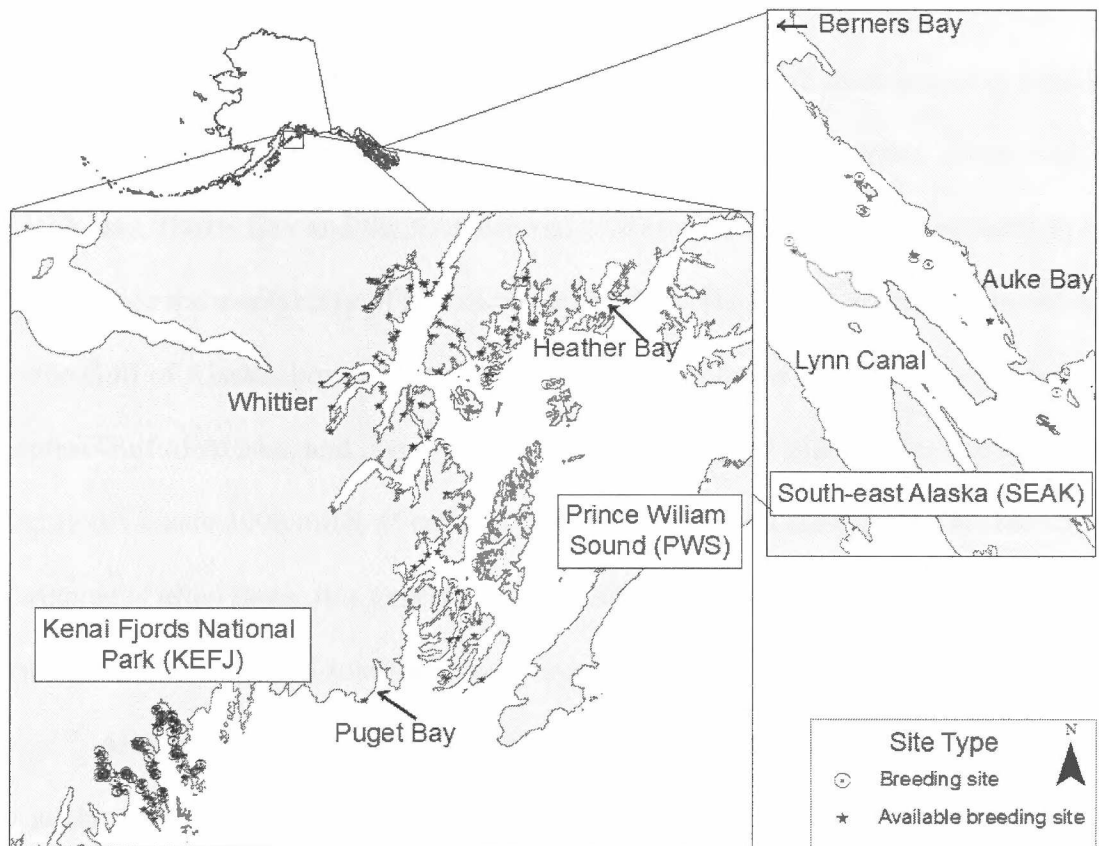 Berners Bay
Auke Bay
Lynn Canal
South-east Alaska (SEAK)
Heather Bay
Whittier
Prince Wiliam
Sound (PWS)
Kenai Fjords National
Park (KEFJ)
Puget Bay
Site Type
N
Breeding site
Available breeding site